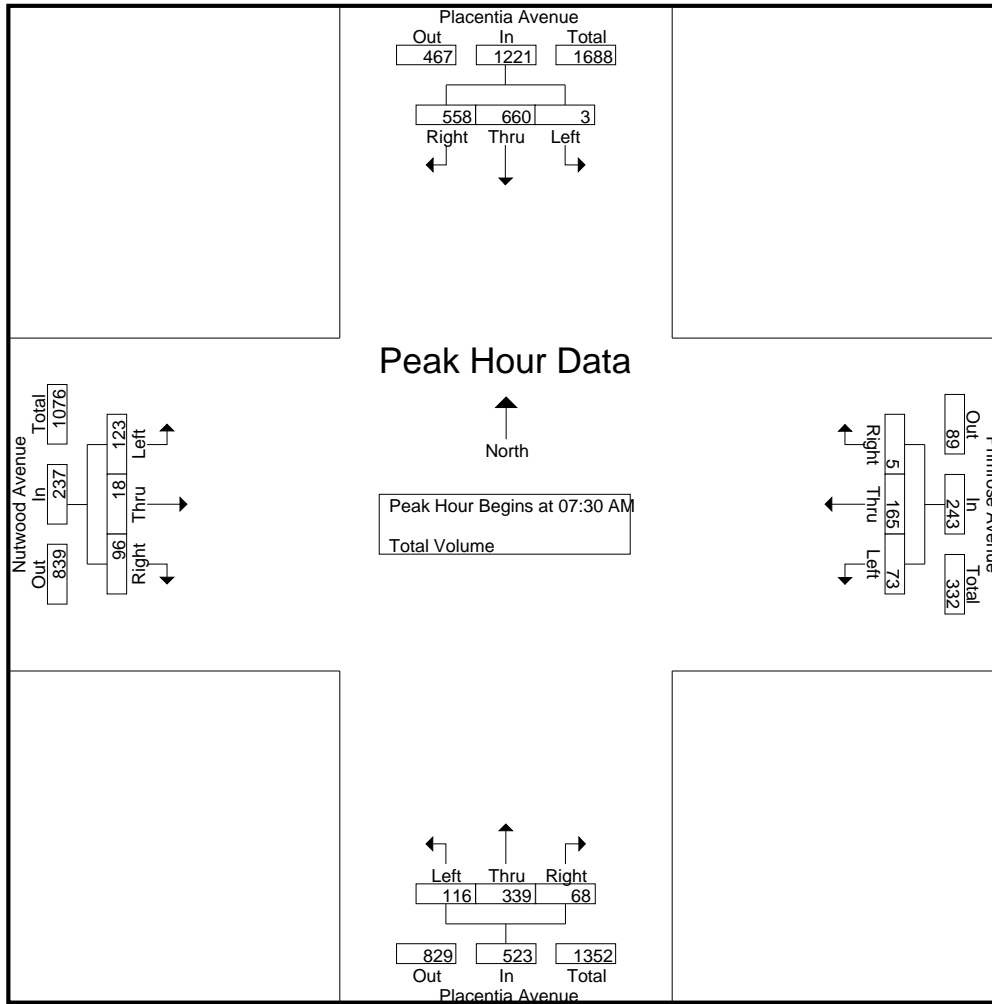 Placentia Avenue
Out In Total
467 1221 1688
558 660 3
Right Thru Left
Peak Hour Data
North
Peak Hour Begins at 07:30 AM
Total Volume
Nutwood Avenue
Out In Total
839 237 1076
96 18 123
Right Thru Left
Primrose Avenue
Out In Total
89 243 332
5 165 73
Right Thru Left
Left Thru Right
116 339 68
829 523 1352
Out In Total
Placentia Avenue